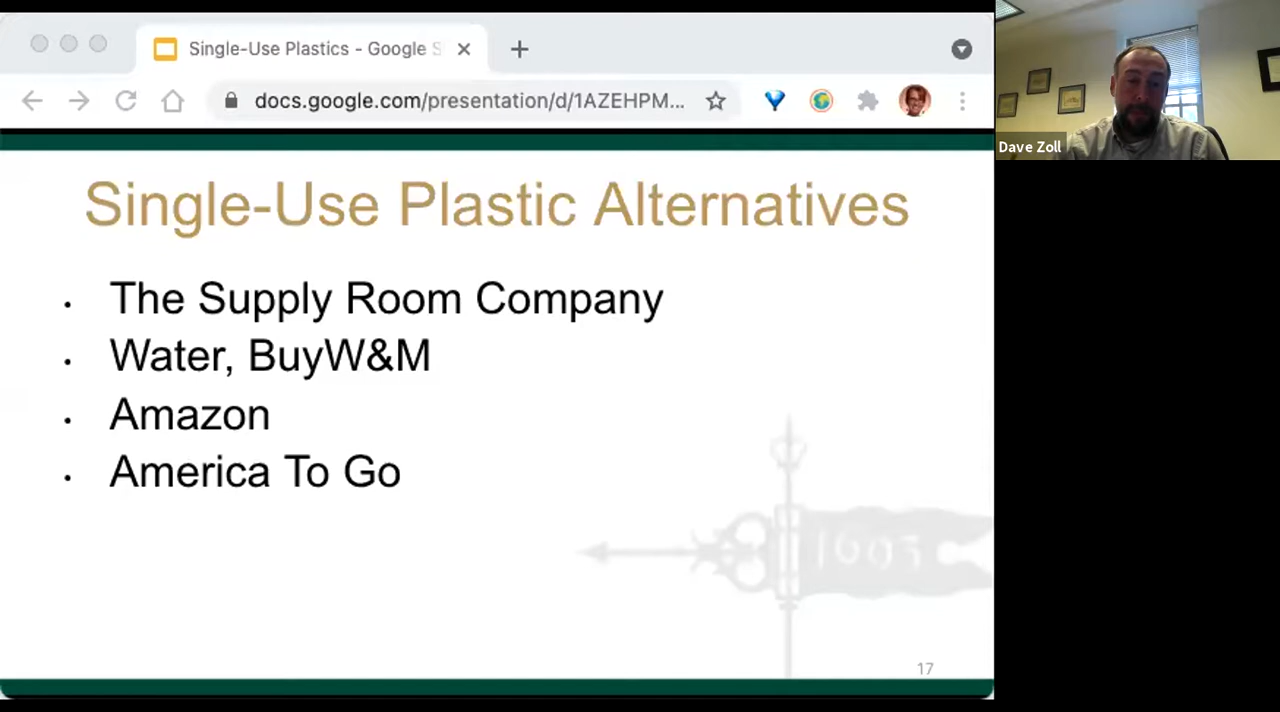 Single-Use Plastics - Google S
docs.google.com/presentation/d/1AZEHPM...
Dave Zoll
Single-Use Plastic Alternatives
The Supply Room Company
Water, BuyW&M
Amazon
America To Go
17